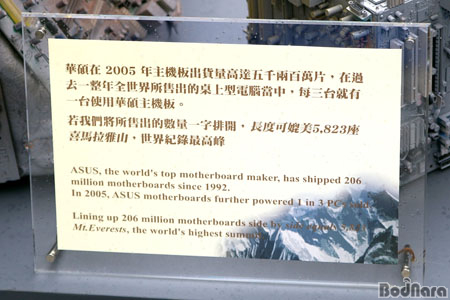 華碩在 2005 年主機板出貨量高達五千兩百萬片，在過
去一整年全世界所售出的桌上型電腦當中，每三台就有
一台使用華碩主機板。
若我們將所售出的數量一字排開，長度可媲美5,823座
喜馬拉雅山，世界紀錄最高峰
ASUS, the world's top motherboard maker, has shipped 206
million motherboards since 1992.
In 2005, ASUS motherboards further powered 1 in 3 PCs
Lining up 206 million motherboards side by side
Mt.Everests, the world's highest summit
BodNara